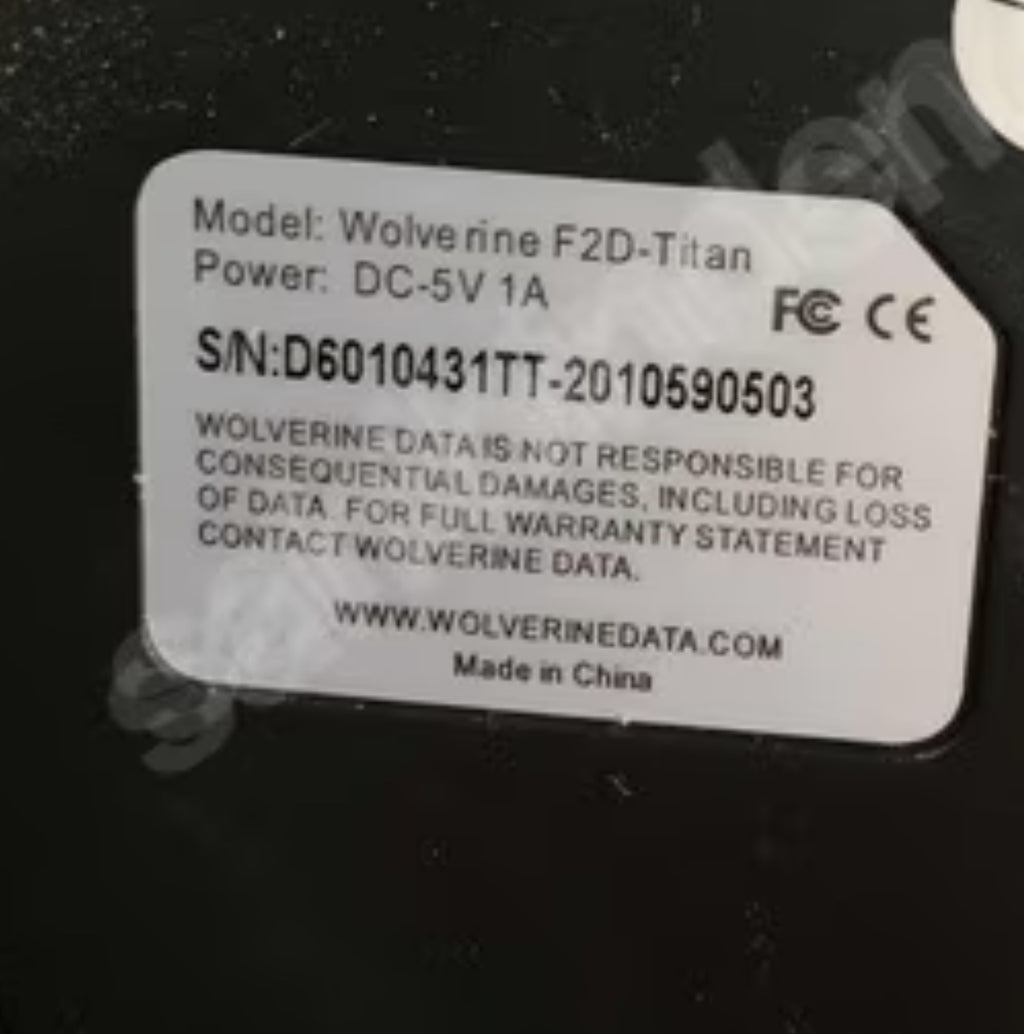 Model: Wolverine F2D-Titan
Power: DC-5V 1A
FC CE
S/N:D6010431TT-2010590503
WOLVERINE DATA IS NOT RESPONSIBLE FOR
CONSEQUENTIAL DAMAGES, INCLUDING LOSS
OF DATA. FOR FULL WARRANTY STATEMENT
CONTACT WOLVERINE DATA.
WWW.WOLVERINEDATA.COM
Made in China